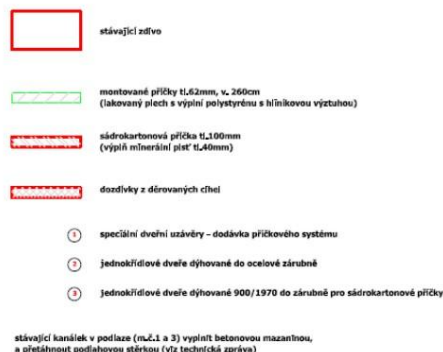 stávající zdivo
montované příčky tl.62mm, v. 260cm
(lakovaný plech s výplní polystyrénu s hliníkovou výztuhou)
sádrokartonová příčka tl.100mm
(výplň minerální plsť tl.40mm)
dozdívky z děrovaných cihel
1 speciální dveřní uzávěry - dodávka příčkového systému
2 jednokřídlové dveře dýhované do ocelové zárubně
3 jednokřídlové dveře dýhované 900/1970 do zárubně pro sádrokartonové příčky
stávající kanálek v podlaze (m.č.1 a 3) vyplnit betonovou mazaninou,
a přetáhnout podlahovou stěrkou (viz technická zpráva)